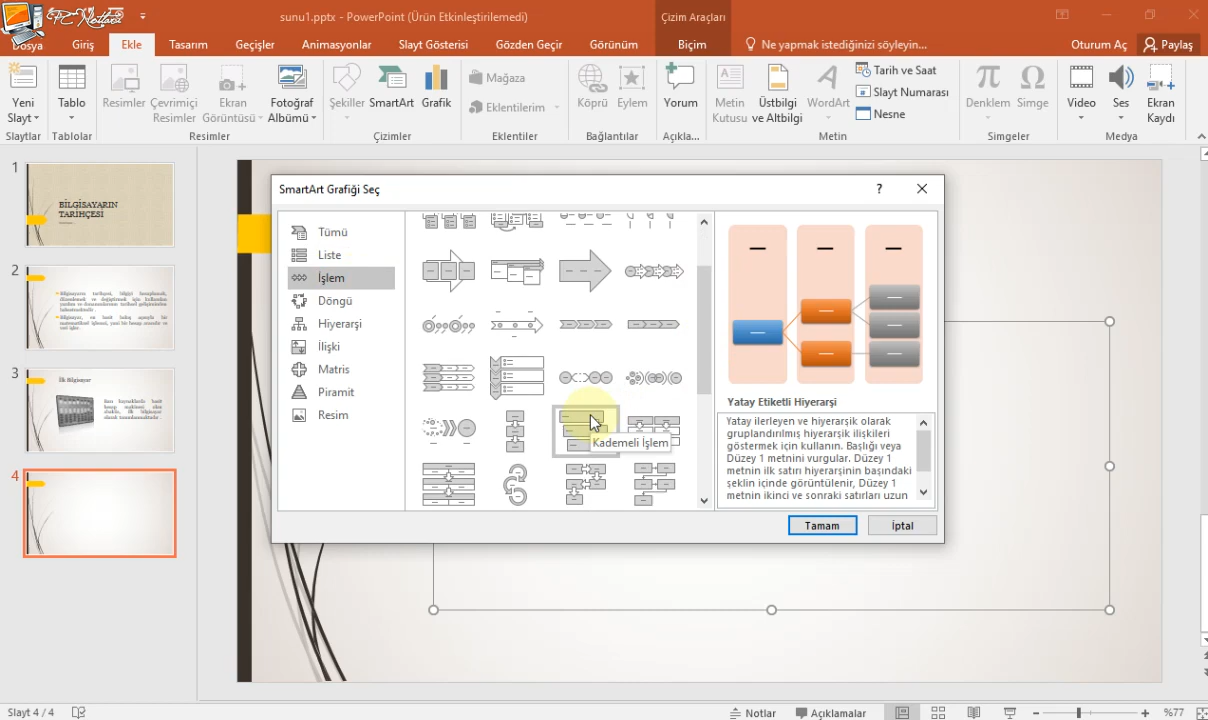 PC Notları
sunu1.pptx - PowerPoint (Ürün Etkinleştirilemedi)
Çizim Araçları
Dosya
Giriş
Ekle
Tasarım
Geçişler
Animasyonlar
Slayt Gösterisi
Gözden Geçir
Görünüm
Biçim
Ne yapmak istediğinizi söyleyin...
Oturum Aç
Paylaş
Yeni
Slayt
Tablo
Resimler
Çevrimiçi
Resimler
Ekran
Görüntüsü
Fotoğraf
Albümü
Şekiller
SmartArt
Grafik
Mağaza
Eklentilerim
Köprü
Eylem
Yorum
Metin
Kutusu
Üstbilgi
ve Altbilgi
WordArt
Tarih ve Saat
Slayt Numarası
Nesne
Denklem
Simge
Video
Ses
Ekran
Kaydı
Slaytlar
Tablolar
Resimler
Çizimler
Eklentiler
Bağlantılar
Açıkla...
Metin
Simgeler
Medya
1
BİLGİSAYARIN
TARİHÇESİ
2
3
İlk Bilgisayar
4
SmartArt Grafiği Seç
?
Tümü
Liste
İşlem
Döngü
Hiyerarşi
İlişki
Matris
Piramit
Resim
Kademeli İşlem
Yatay Etiketli Hiyerarşi
Yatay ilerleyen ve hiyerarşik olarak
gruplandırılmış hiyerarşik ilişkileri
göstermek için kullanın. Başlığı veya
Düzey 1 metnini vurgular. Düzey 1
metnin ilk satırı hiyerarşinin başındaki
şeklin içinde görüntülenir, Düzey 1
metnin ikinci ve sonraki satırları uzun
Tamam
İptal
Slayt 4 / 4
Notlar
Açıklamalar
%77